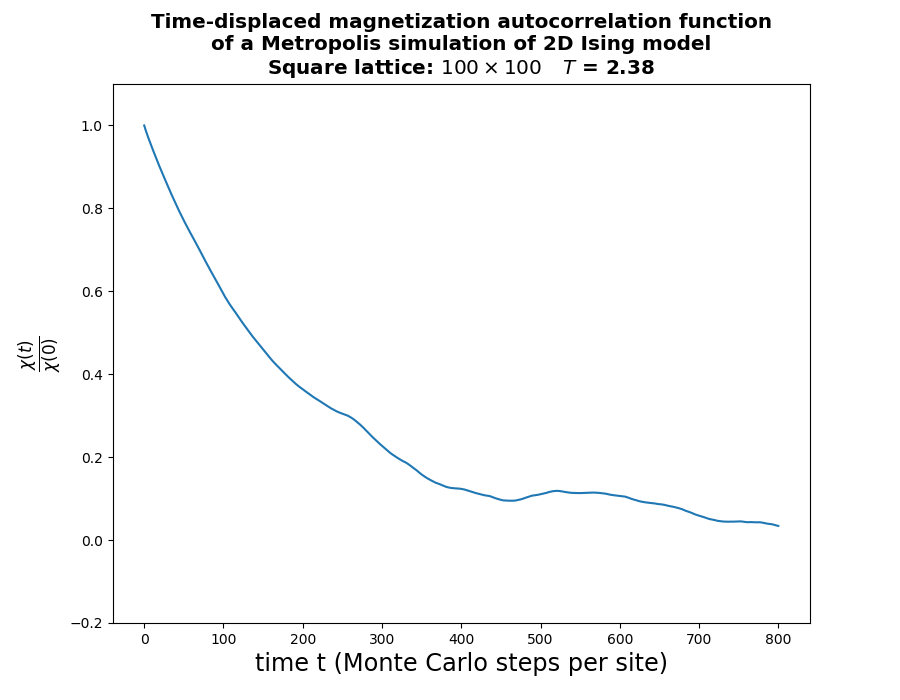 Time-displaced magnetization autocorrelation function
of a Metropolis simulation of 2D Ising model
Square lattice: 100 × 100 T = 2.38
1.0
0.8
0.6
0.4
0.2
0.0
−0.2
χ(t)
χ(0)
0 100 200 300 400 500 600 700 800
time t (Monte Carlo steps per site)